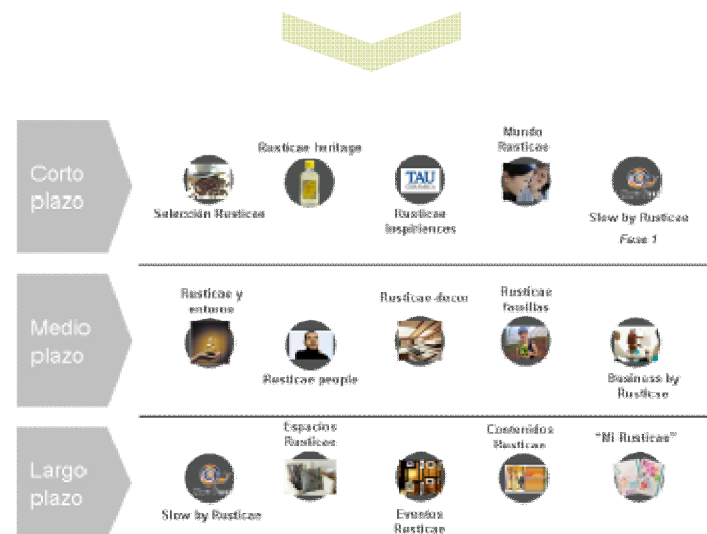 Corto
plazo
Selección Rusticae
Rusticae heritage
TAU
CERÁMICA
Rusticae
inspiriences
Mundo
Rusticae
Slow by Rusticae
Fase 1
Medio
plazo
Rusticae y
entorno
Rusticae people
Rusticae decor
Rusticae
familias
Business by
Rusticae
Largo
plazo
Slow by Rusticae
Espacios
Rusticae
Eventos
Rusticae
Contenidos
Rusticae
"Mi Rusticae"